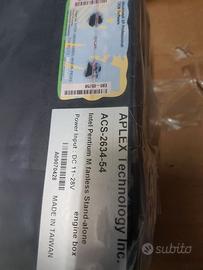 APLEX Technology Inc.
ACS-2634-54
Intel Pentium M fanless Stand-alone
engine box
Power Input : DC 11~28V
A60070428
MADE IN TAIWAN
subito